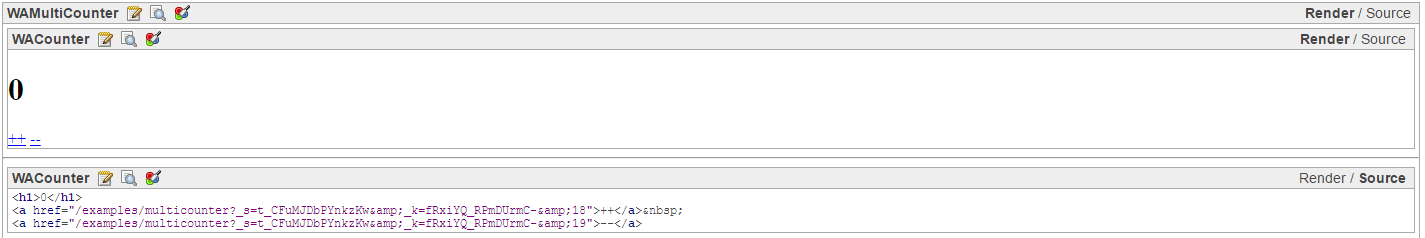 WAMultiCounter Render / Source
WACounter Render / Source
0
++ --
WACounter Render / Source
<h1>0</h1>
<a href="/examples/multicounter?_s=t_CFuMJDbPYnkzKw&amp;_k=fRxiYQ_RPmDUrmC-&amp;18">++</a>&nbsp;
<a href="/examples/multicounter?_s=t_CFuMJDbPYnkzKw&amp;_k=fRxiYQ_RPmDUrmC-&amp;19">--</a>